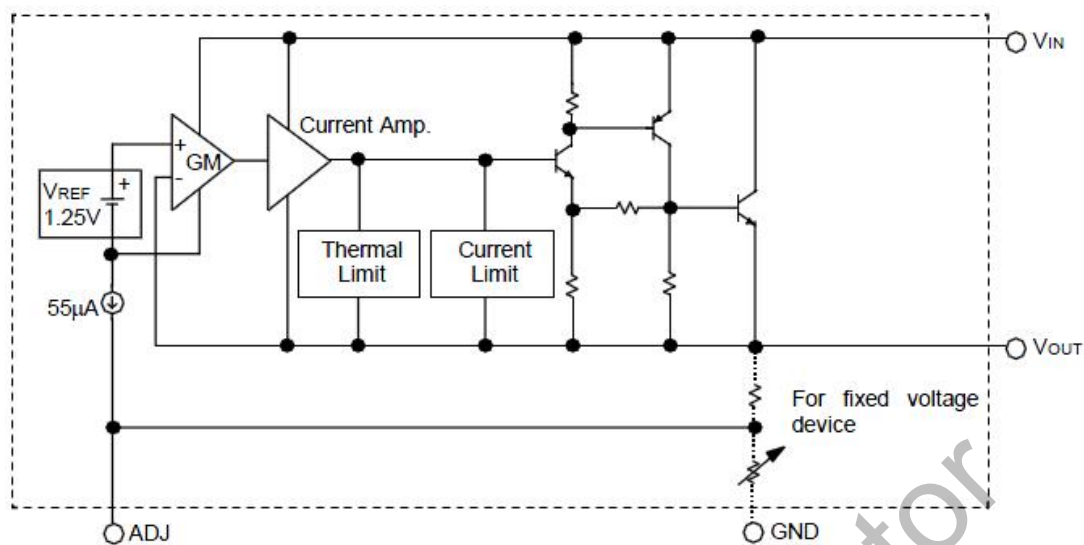 VIN
Current Amp.
+
GM
-
+
VREF
1.25V
Thermal
Limit
Current
Limit
55μA
VOUT
For fixed voltage
device
ADJ
GND
tor